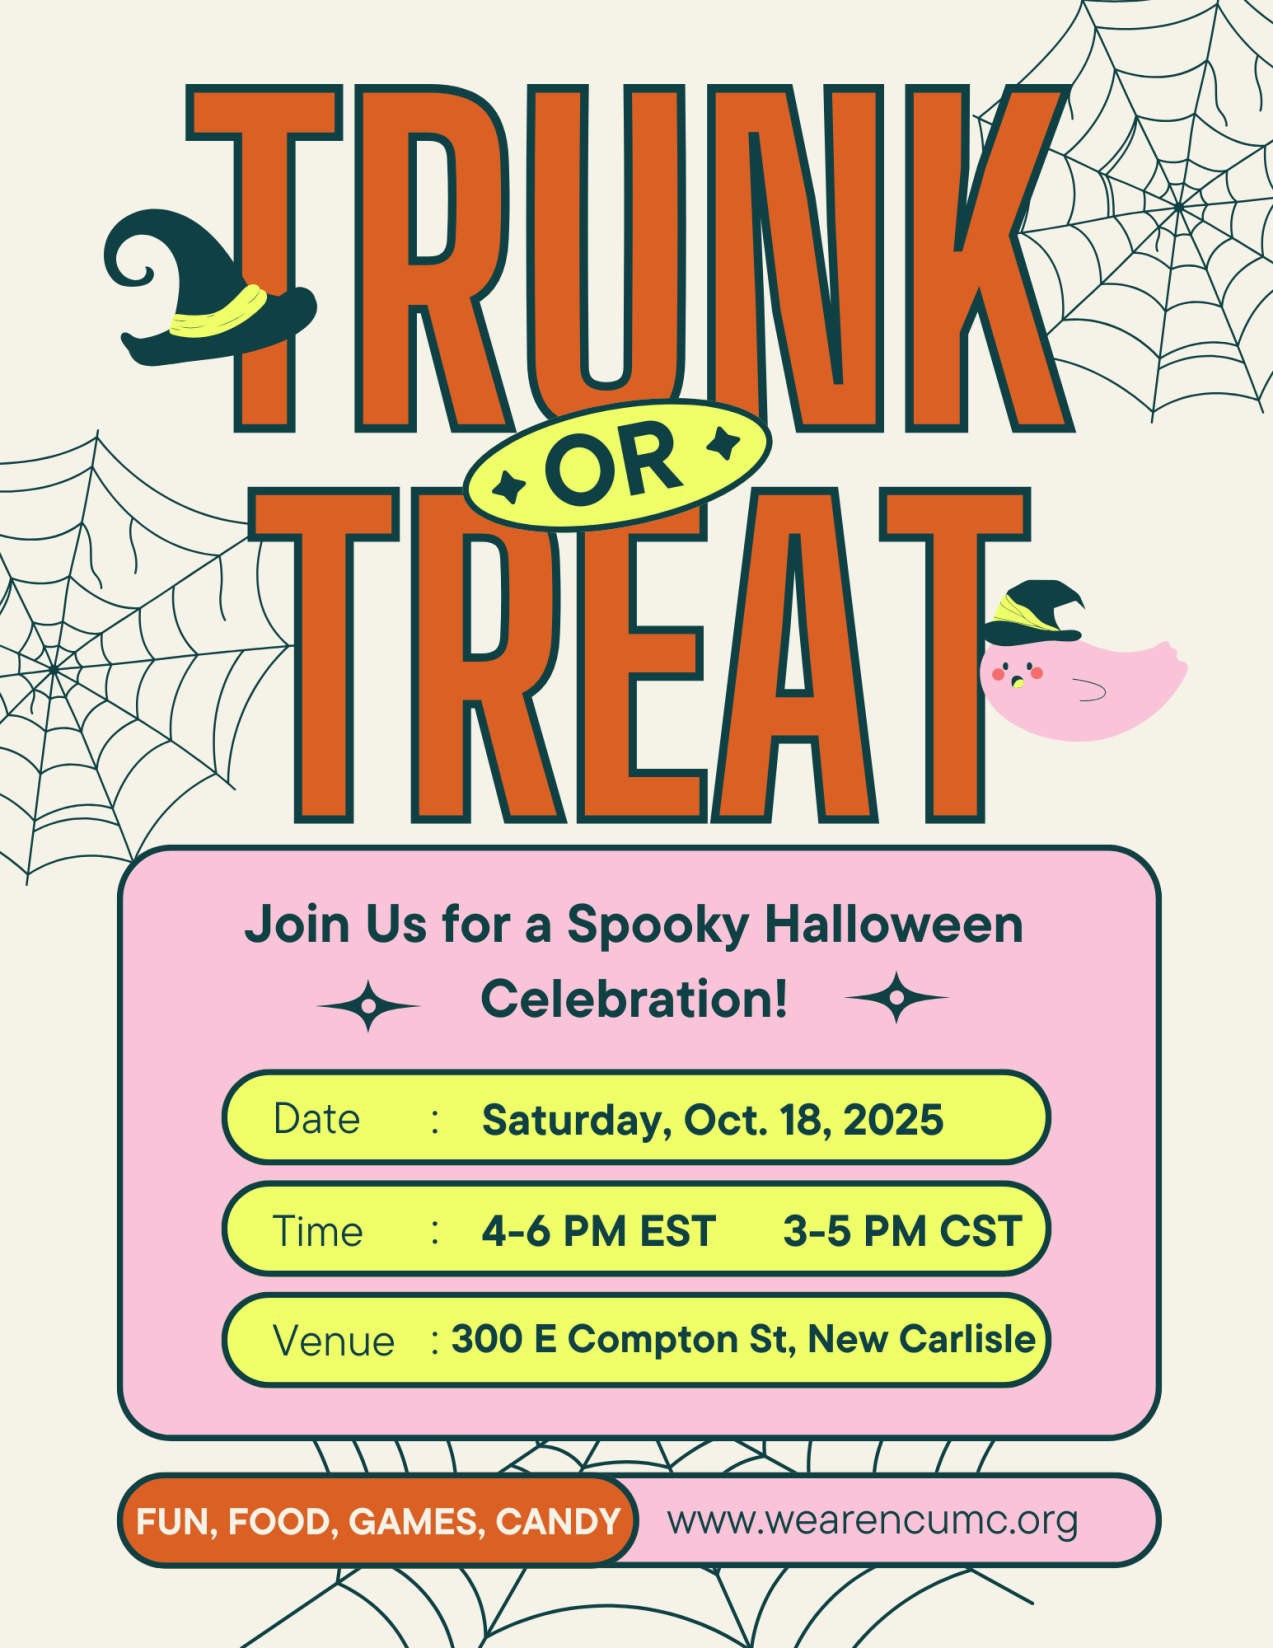 TRUNK
OR
TREAT
Join Us for a Spooky Halloween
Celebration!
Date : Saturday, Oct. 18, 2025
Time : 4-6 PM EST 3-5 PM CST
Venue : 300 E Compton St, New Carlisle
FUN, FOOD, GAMES, CANDY www.wearencumc.org